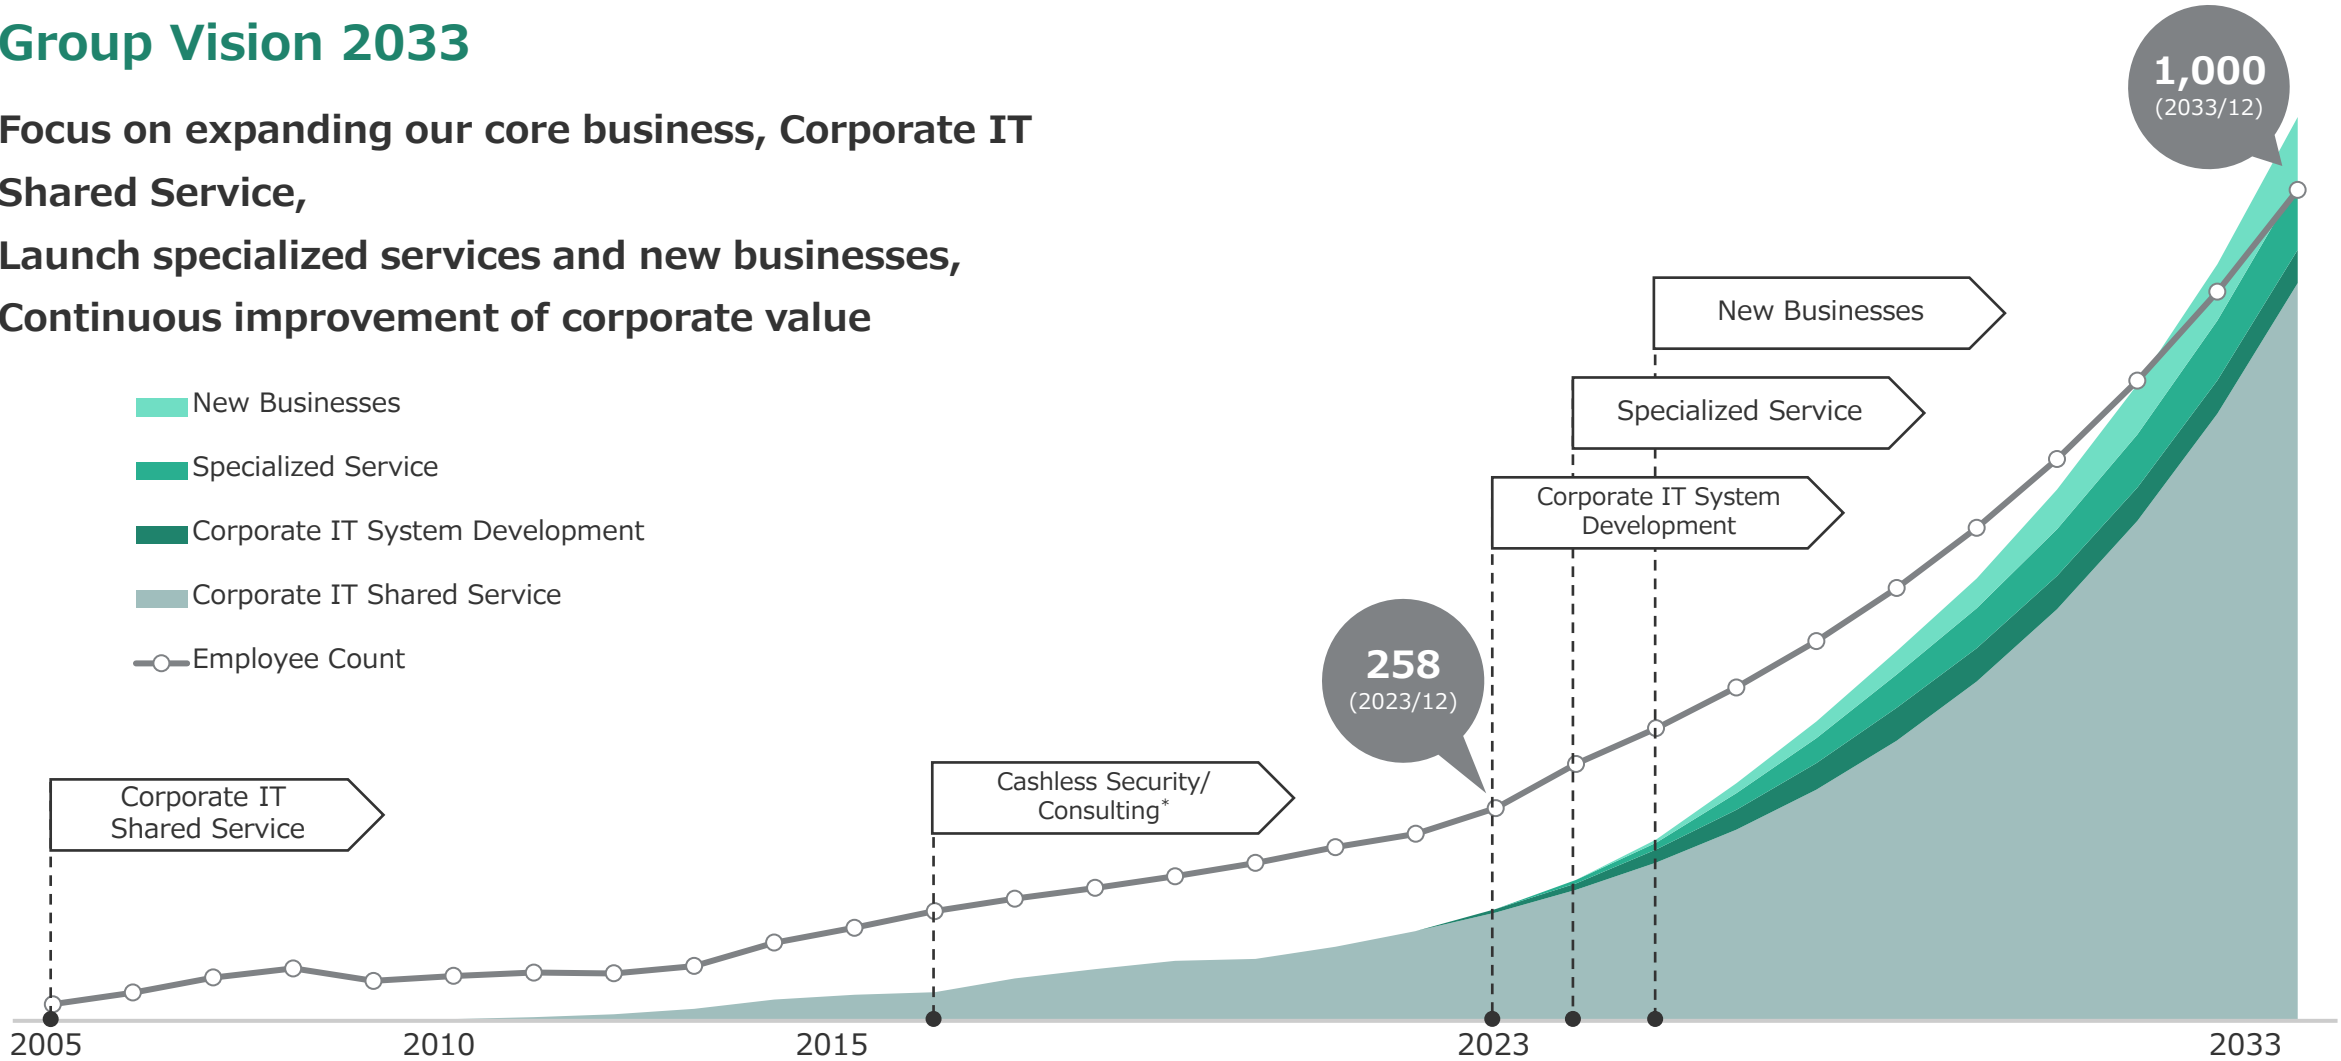 Group Vision 2033
Focus on expanding our core business, Corporate IT
Shared Service,
Launch specialized services and new businesses,
Continuous improvement of corporate value
New Businesses
Specialized Service
Corporate IT System Development
Corporate IT Shared Service
Employee Count
1,000
(2033/12)
New Businesses
Specialized Service
Corporate IT System
Development
258
(2023/12)
Cashless Security/
Consulting*
Corporate IT
Shared Service
2005
2010
2015
2023
2033